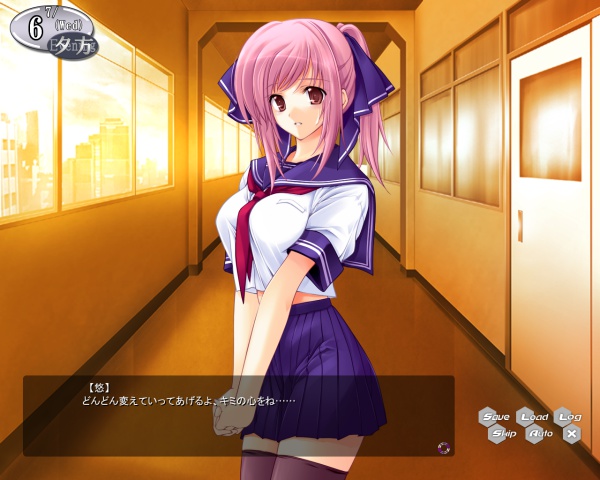 7/
6
(Wed)
Evening
夕方
【悠】
どんどん変えていってあげるよ、キミの心をね……
Save Load Log
Skip Auto ×